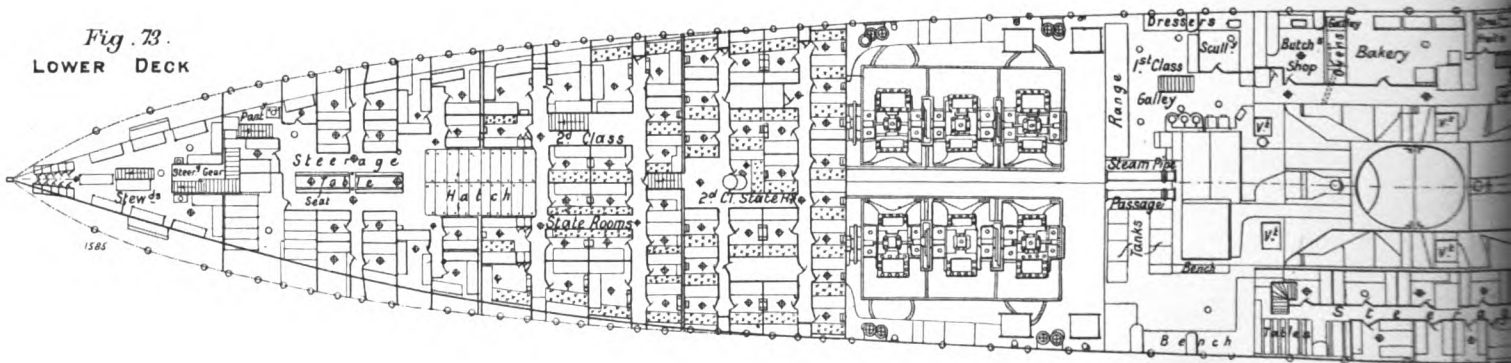 Fig. 73.
LOWER DECK
Pant.y
Steer.g Gear
Stew.ds
Steerage
Table
Seat
Hatch
2.d Class
State Rooms
2.d Cl. State R.s
1585
Range
Dressers
Scull.y
1.st Class
Galley
Butch.s
Shop
Ovens
Bakery
V.t
Steam Pipe
Passage
Tanks
V.t
V.t
V.t
Bench
Steera
Tables
Bench